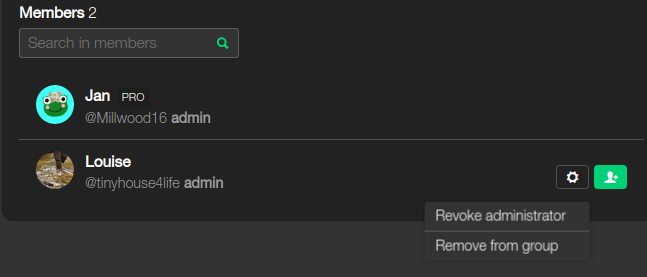 Members 2
Search in members
Jan PRO
@Millwood16 admin
Louise
@tinyhouse4life admin
Revoke administrator
Remove from group